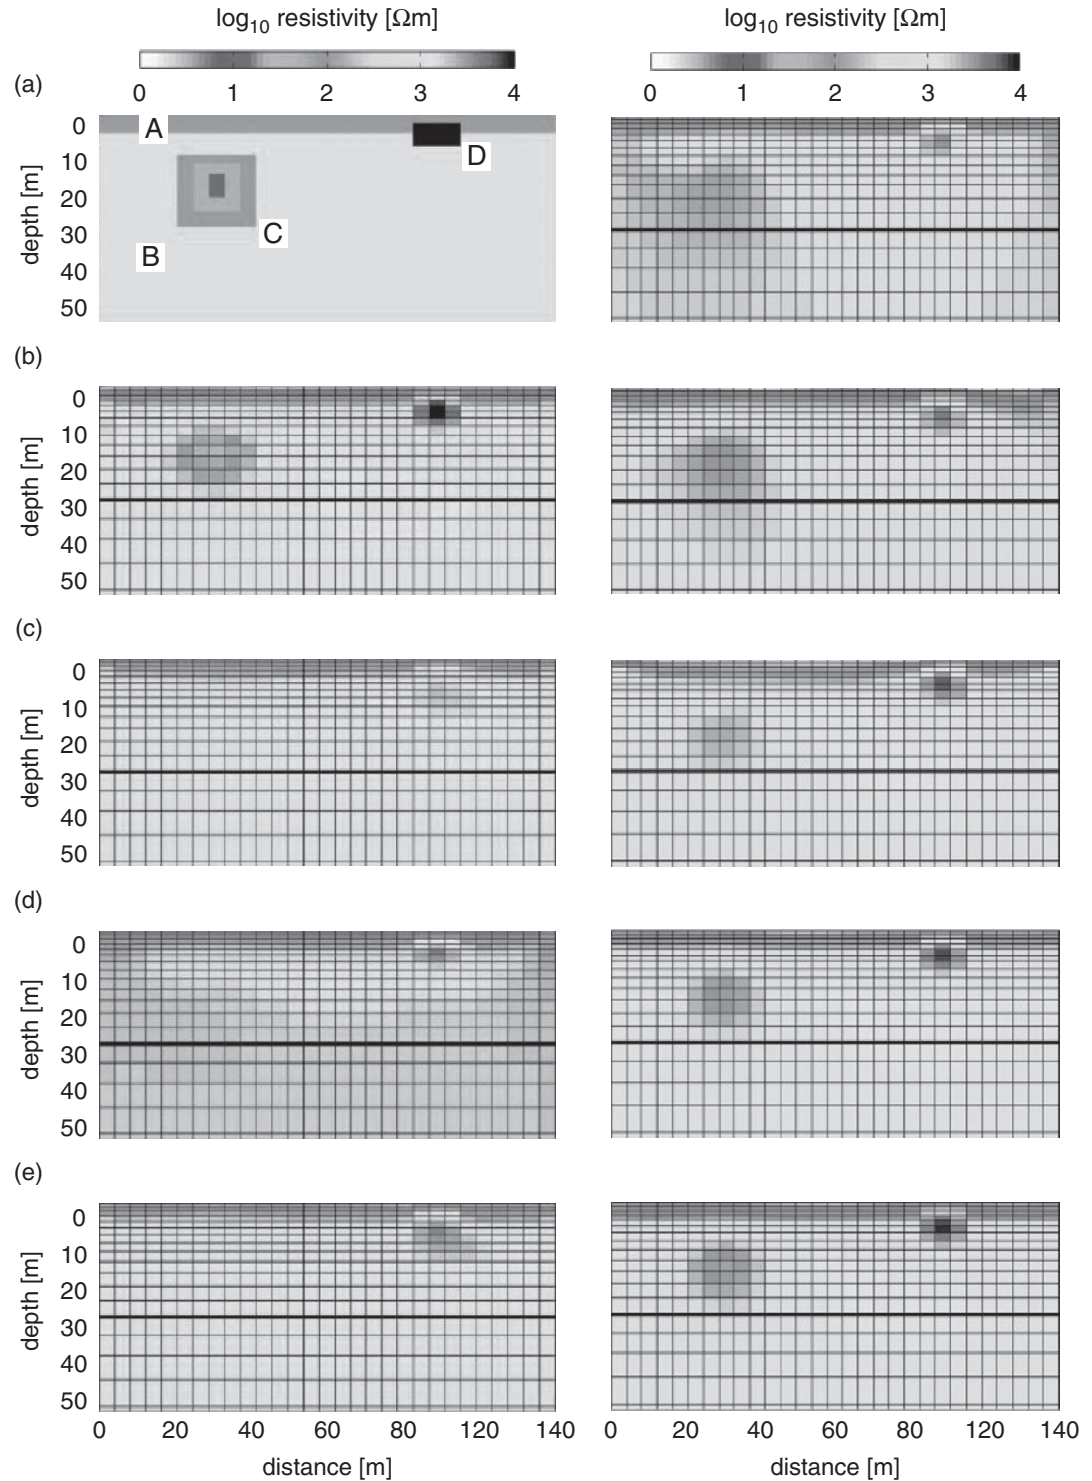 log10 resistivity [Ωm]
log10 resistivity [Ωm]
0 1 2 3 4
0 1 2 3 4
(a)
0
10
20
30
40
50
depth [m]
A
B
C
D
(b)
0
10
20
30
40
50
depth [m]
(c)
0
10
20
30
40
50
depth [m]
(d)
0
10
20
30
40
50
depth [m]
(e)
0
10
20
30
40
50
depth [m]
0 20 40 60 80 120 140
distance [m]
0 20 40 60 80 120 140
distance [m]